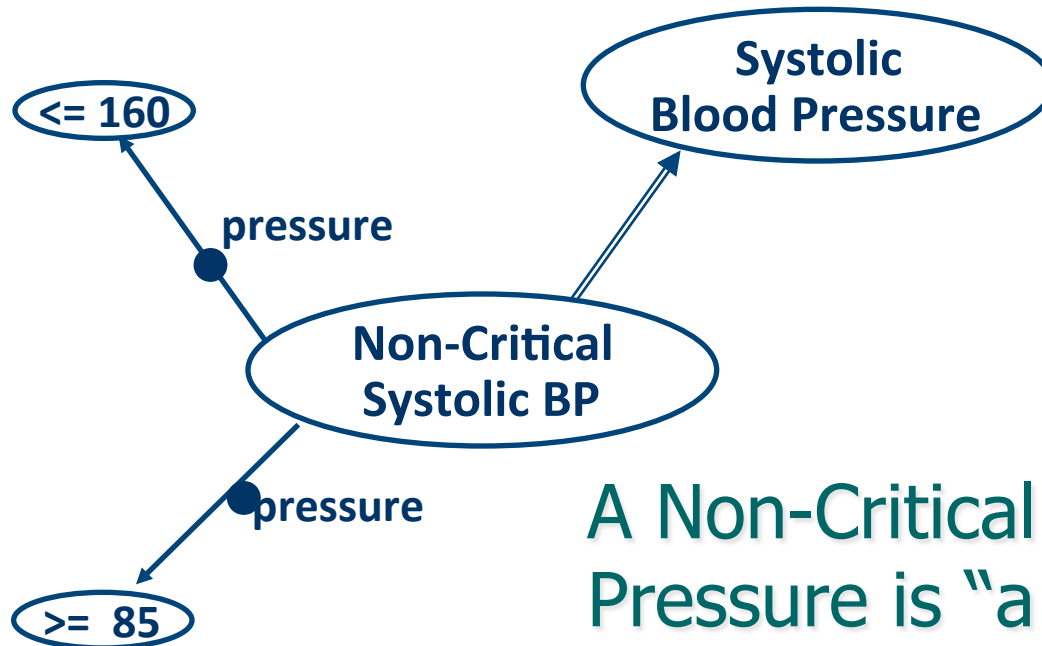 Systolic
Blood Pressure
<= 160
pressure
Non-Critical
Systolic BP
pressure
>= 85
A Non-Critical
Pressure is “a